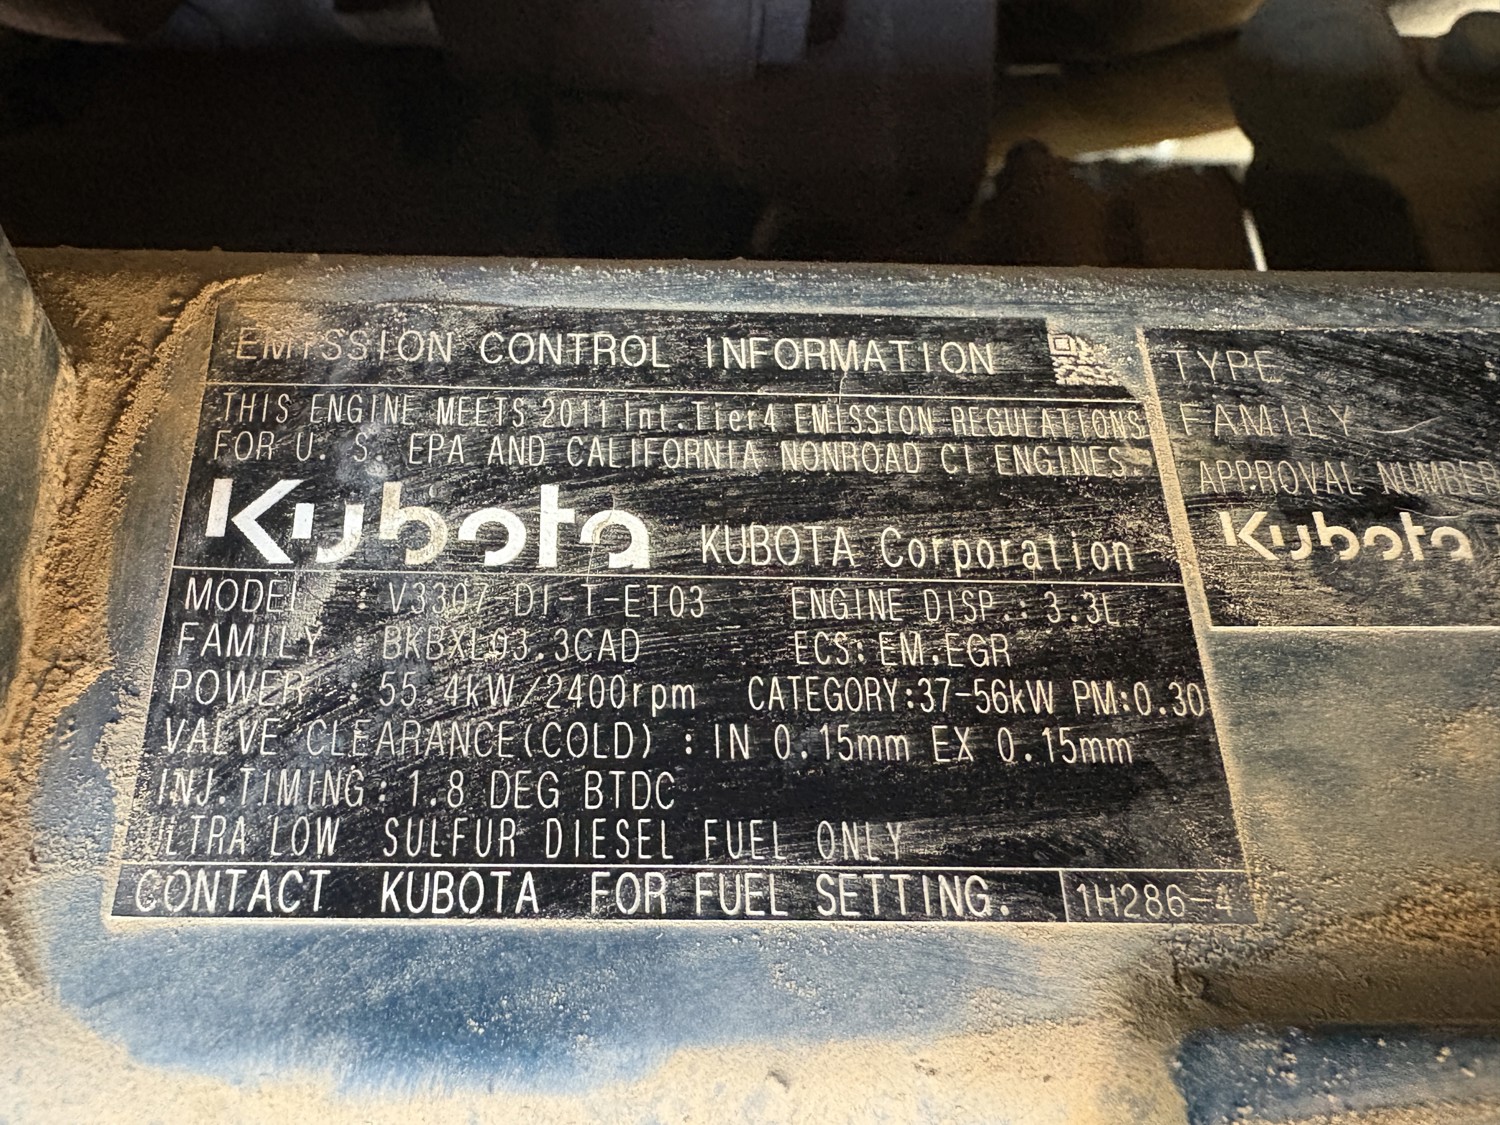 EMISSION CONTROL INFORMATION
THIS ENGINE MEETS 2011 Int. Tier4 EMISSION REGULATIONS
FOR U. S. EPA AND CALIFORNIA NONROAD CI ENGINES.
Kubota KUBOTA Corporation
MODEL : V3307-DI-T-ET03 ENGINE DISP.: 3.3L
FAMILY : BKBXL03.3CAD ECS: EM.EGR
POWER : 55.4kW/2400rpm CATEGORY:37-56kW PM:0.30
VALVE CLEARANCE(COLD) : IN 0.15mm EX 0.15mm
INJ.TIMING: 1.8 DEG BTDC
ULTRA LOW SULFUR DIESEL FUEL ONLY
CONTACT KUBOTA FOR FUEL SETTING. 1H286-4
TYPE
FAMILY
APPROVAL NUMBER
Kubota